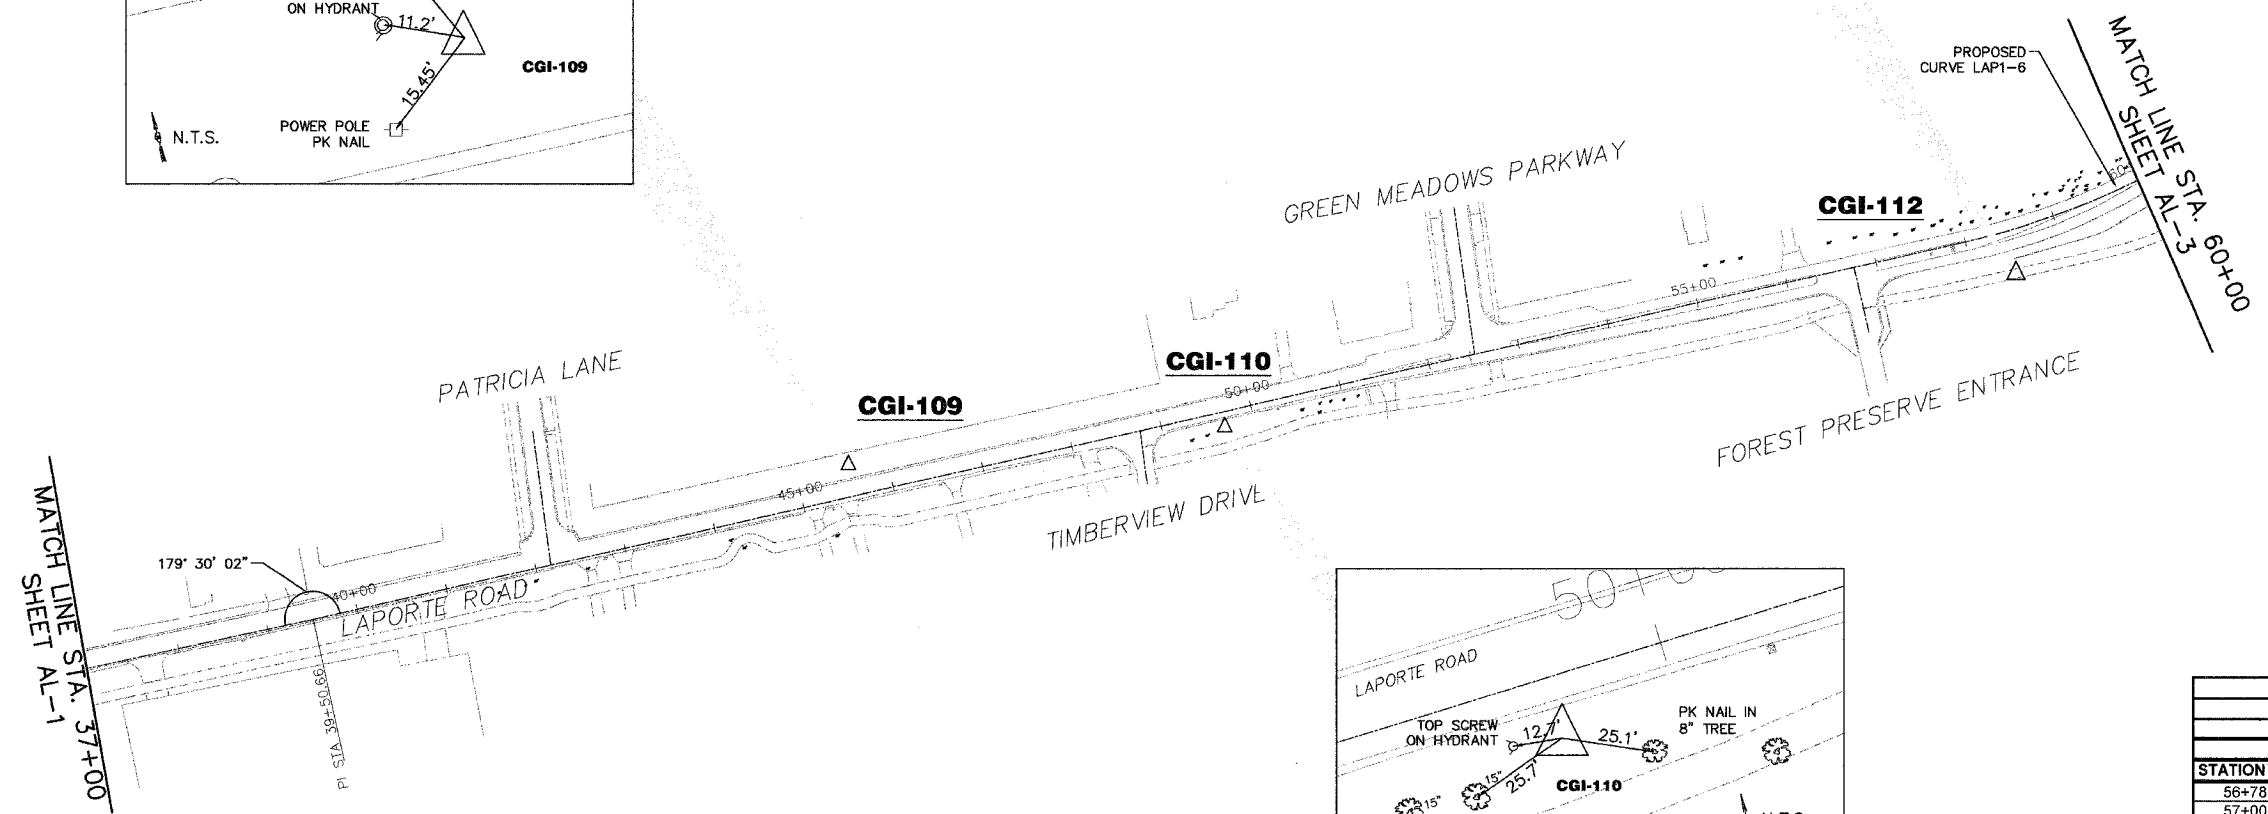 ON HYDRANT
11.2'
CGI-109
15.45'
POWER POLE
PK NAIL
N.T.S.
PROPOSED
CURVE LAP1-6
MATCH LINE STA. 60+00
SHEET AL-3
GREEN MEADOWS PARKWAY
CGI-112
55+00
PATRICIA LANE
CGI-110
50+00
CGI-109
45+00
FOREST PRESERVE ENTRANCE
TIMBERVIEW DRIVE
MATCH LINE STA. 37+00
SHEET AL-1
179° 30' 02"
40+00
LAPORTE ROAD
PI STA 39+50.66
50+00
LAPORTE ROAD
TOP SCREW
ON HYDRANT
12.7'
25.1'
PK NAIL IN
8" TREE
15"
25.7'
15"
CGI-110
STATION
56+78
57+00